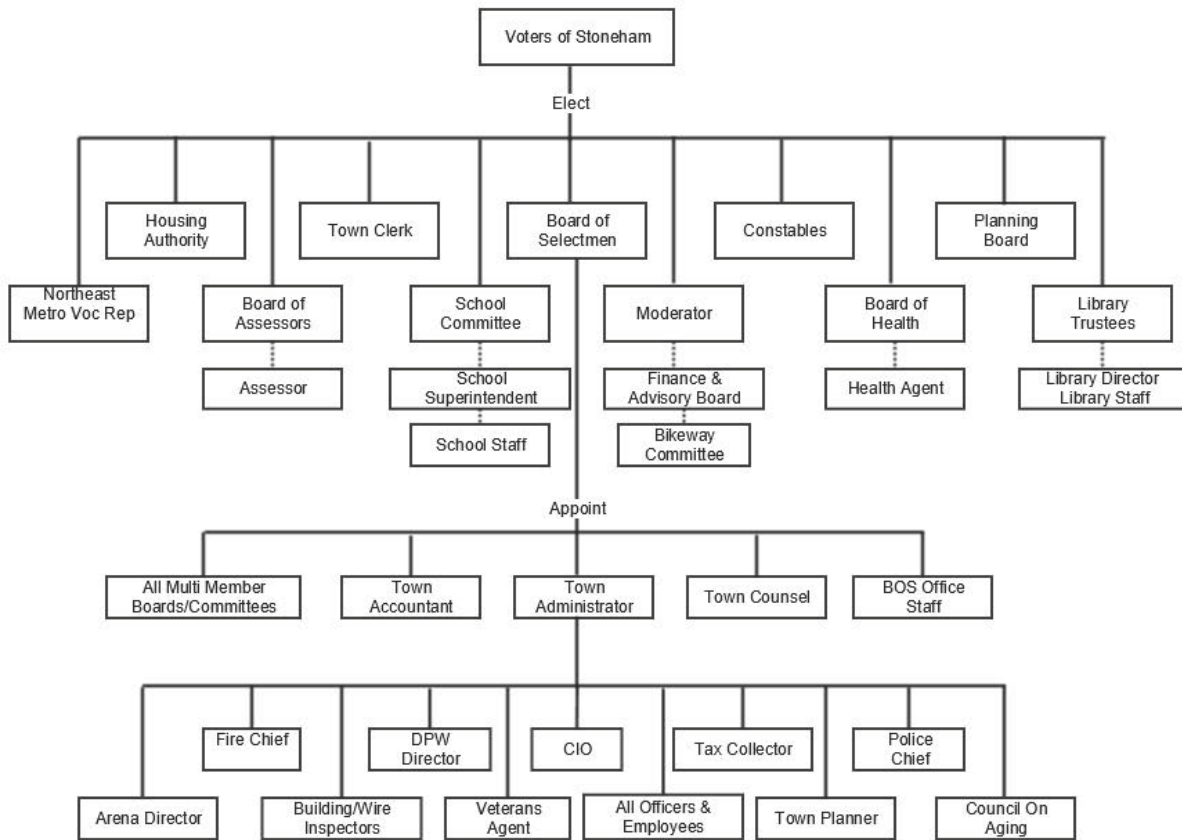 Voters of Stoneham
Elect
Housing
Authority
Town Clerk
Board of
Selectmen
Constables
Planning
Board
Northeast
Metro Voc Rep
Board of
Assessors
School
Committee
Moderator
Board of
Health
Library
Trustees
Assessor
School
Superintendent
Finance &
Advisory Board
Health Agent
Library Director
Library Staff
School Staff
Bikeway
Committee
Appoint
All Multi Member
Boards/Committees
Town
Accountant
Town
Administrator
Town Counsel
BOS Office
Staff
Fire Chief
DPW
Director
CIO
Tax Collector
Police
Chief
Arena Director
Building/Wire
Inspectors
Veterans
Agent
All Officers &
Employees
Town Planner
Council On
Aging